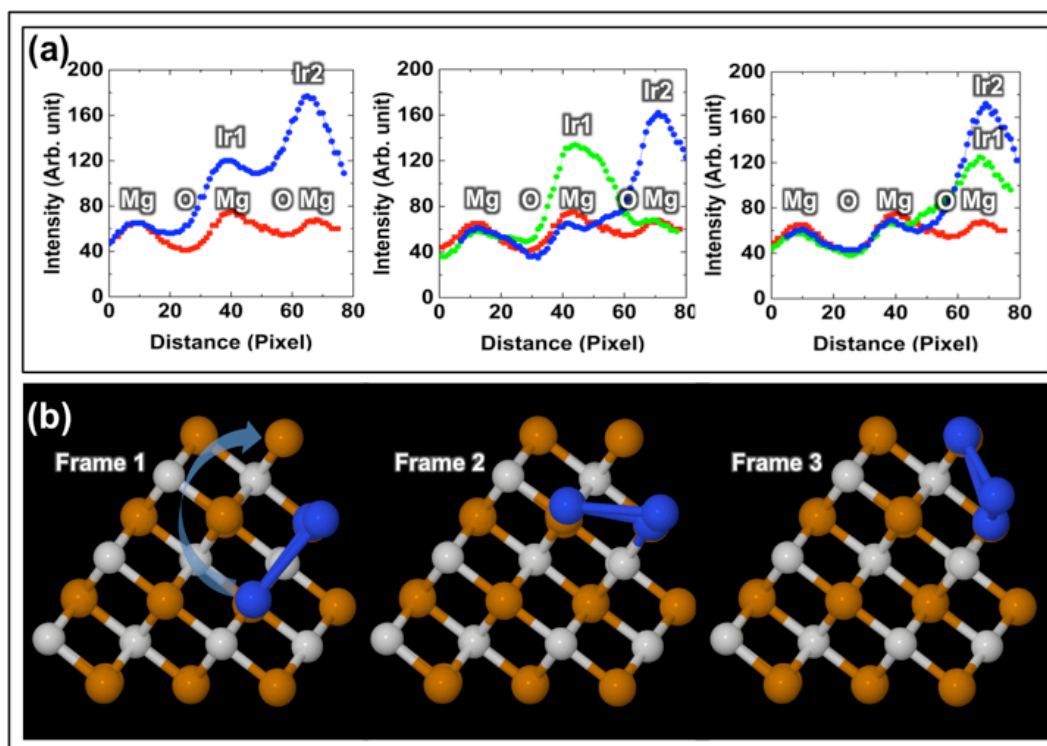 (a)
Intensity (Arb. unit)
200
160
120
80
40
0
Mg O Ir1 Mg O Mg Ir2
0 20 40 60 80
Distance (Pixel)
Intensity (Arb. unit)
200
160
120
80
40
0
Mg O Ir1 Mg O Mg Ir2
0 20 40 60 80
Distance (Pixel)
Intensity (Arb. unit)
200
160
120
80
40
0
Mg O Mg O Ir2 Ir1 Mg
0 20 40 60 80
Distance (Pixel)
(b)
Frame 1 Frame 2 Frame 3